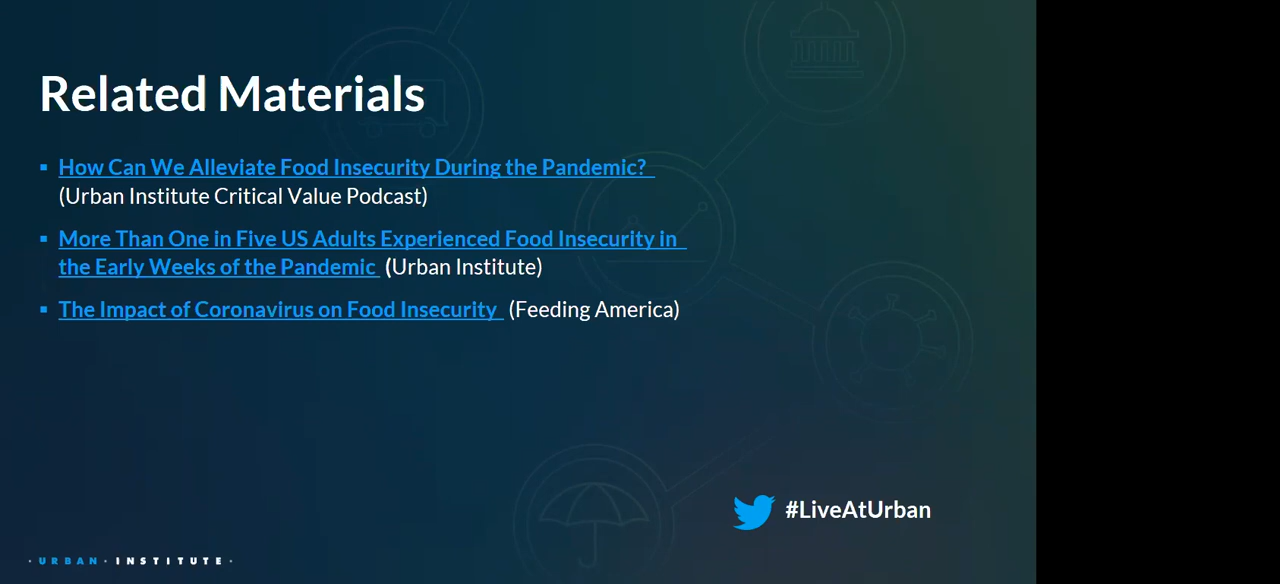 Related Materials
▪ How Can We Alleviate Food Insecurity During the Pandemic?
(Urban Institute Critical Value Podcast)
▪ More Than One in Five US Adults Experienced Food Insecurity in
the Early Weeks of the Pandemic (Urban Institute)
▪ The Impact of Coronavirus on Food Insecurity (Feeding America)
#LiveAtUrban
· URBAN · INSTITUTE ·